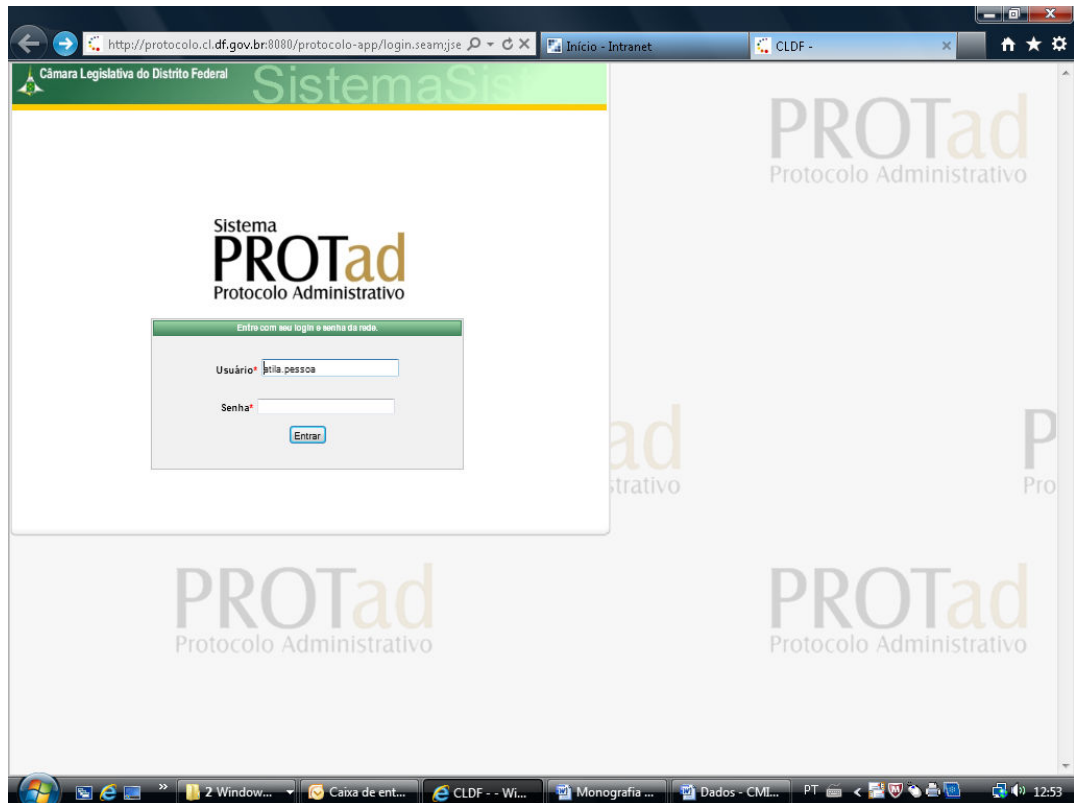 http://protocolo.cl.df.gov.br:8080/protocolo-app/login.seam;jse
Início - Intranet
CLDF -
Câmara Legislativa do Distrito Federal
SistemaSist
PROTad
Protocolo Administrativo
Sistema
PROTad
Protocolo Administrativo
Entre com seu login e senha da rede.
Usuário* atila.pessoa
Senha*
Entrar
ad
strativo
P
Pro
PROTad
Protocolo Administrativo
PROTad
Protocolo Administrativo
2 Window...
Caixa de ent...
CLDF - - Wi...
Monografia ...
Dados - CMI...
PT
12:53